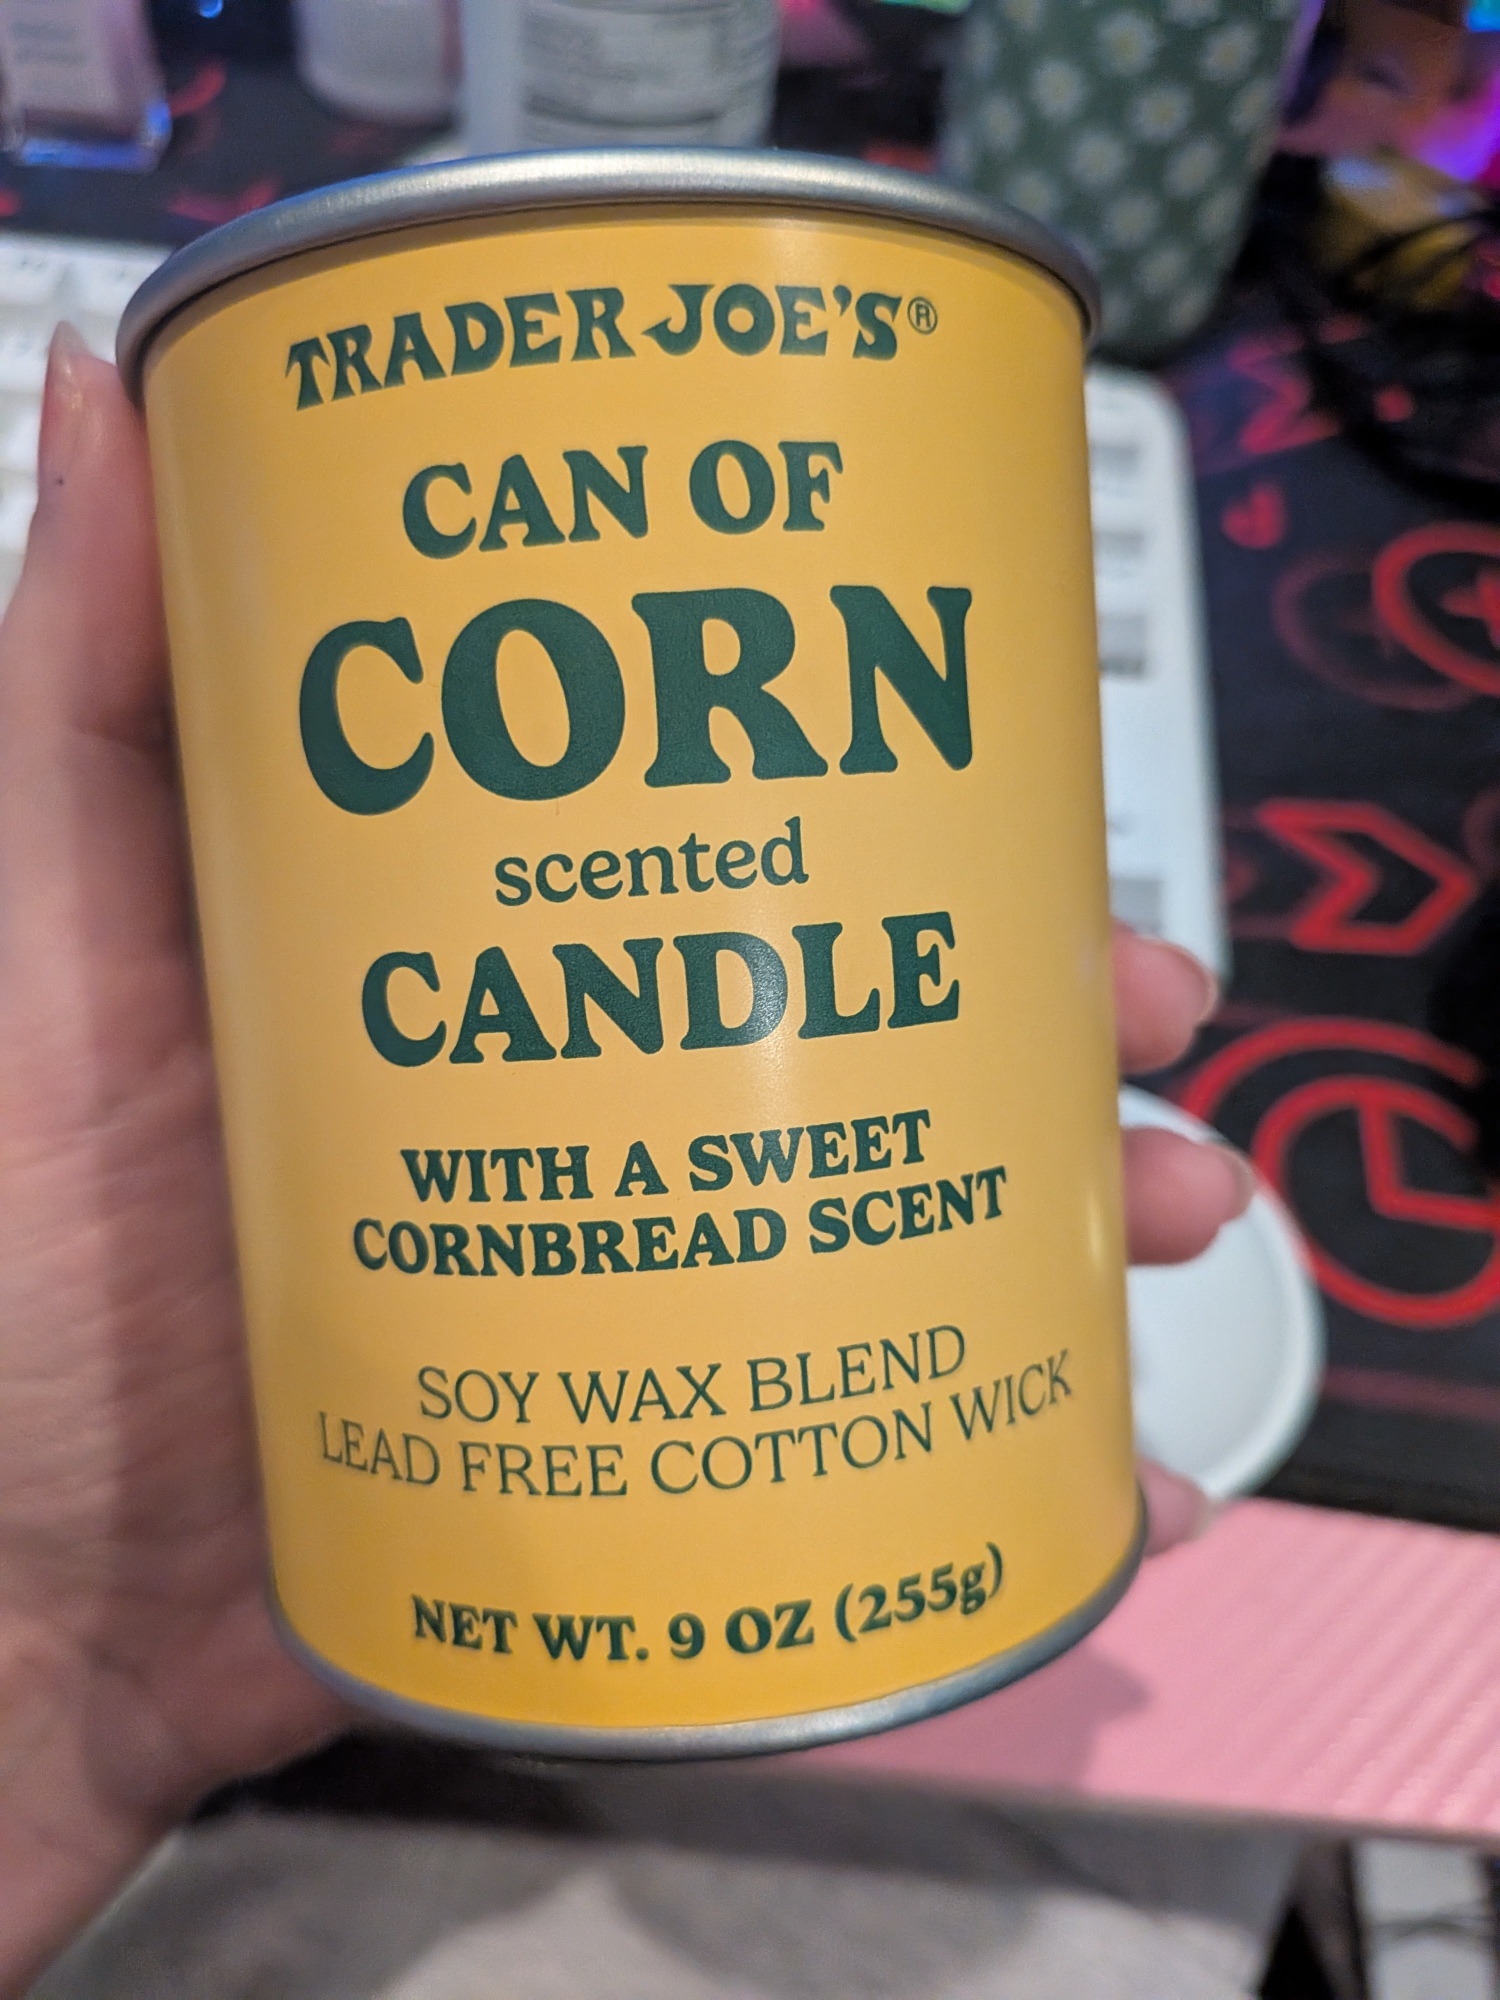 TRADER JOE'S®
CAN OF
CORN
scented
CANDLE
WITH A SWEET
CORNBREAD SCENT
SOY WAX BLEND
LEAD FREE COTTON WICK
NET WT. 9 OZ (255g)